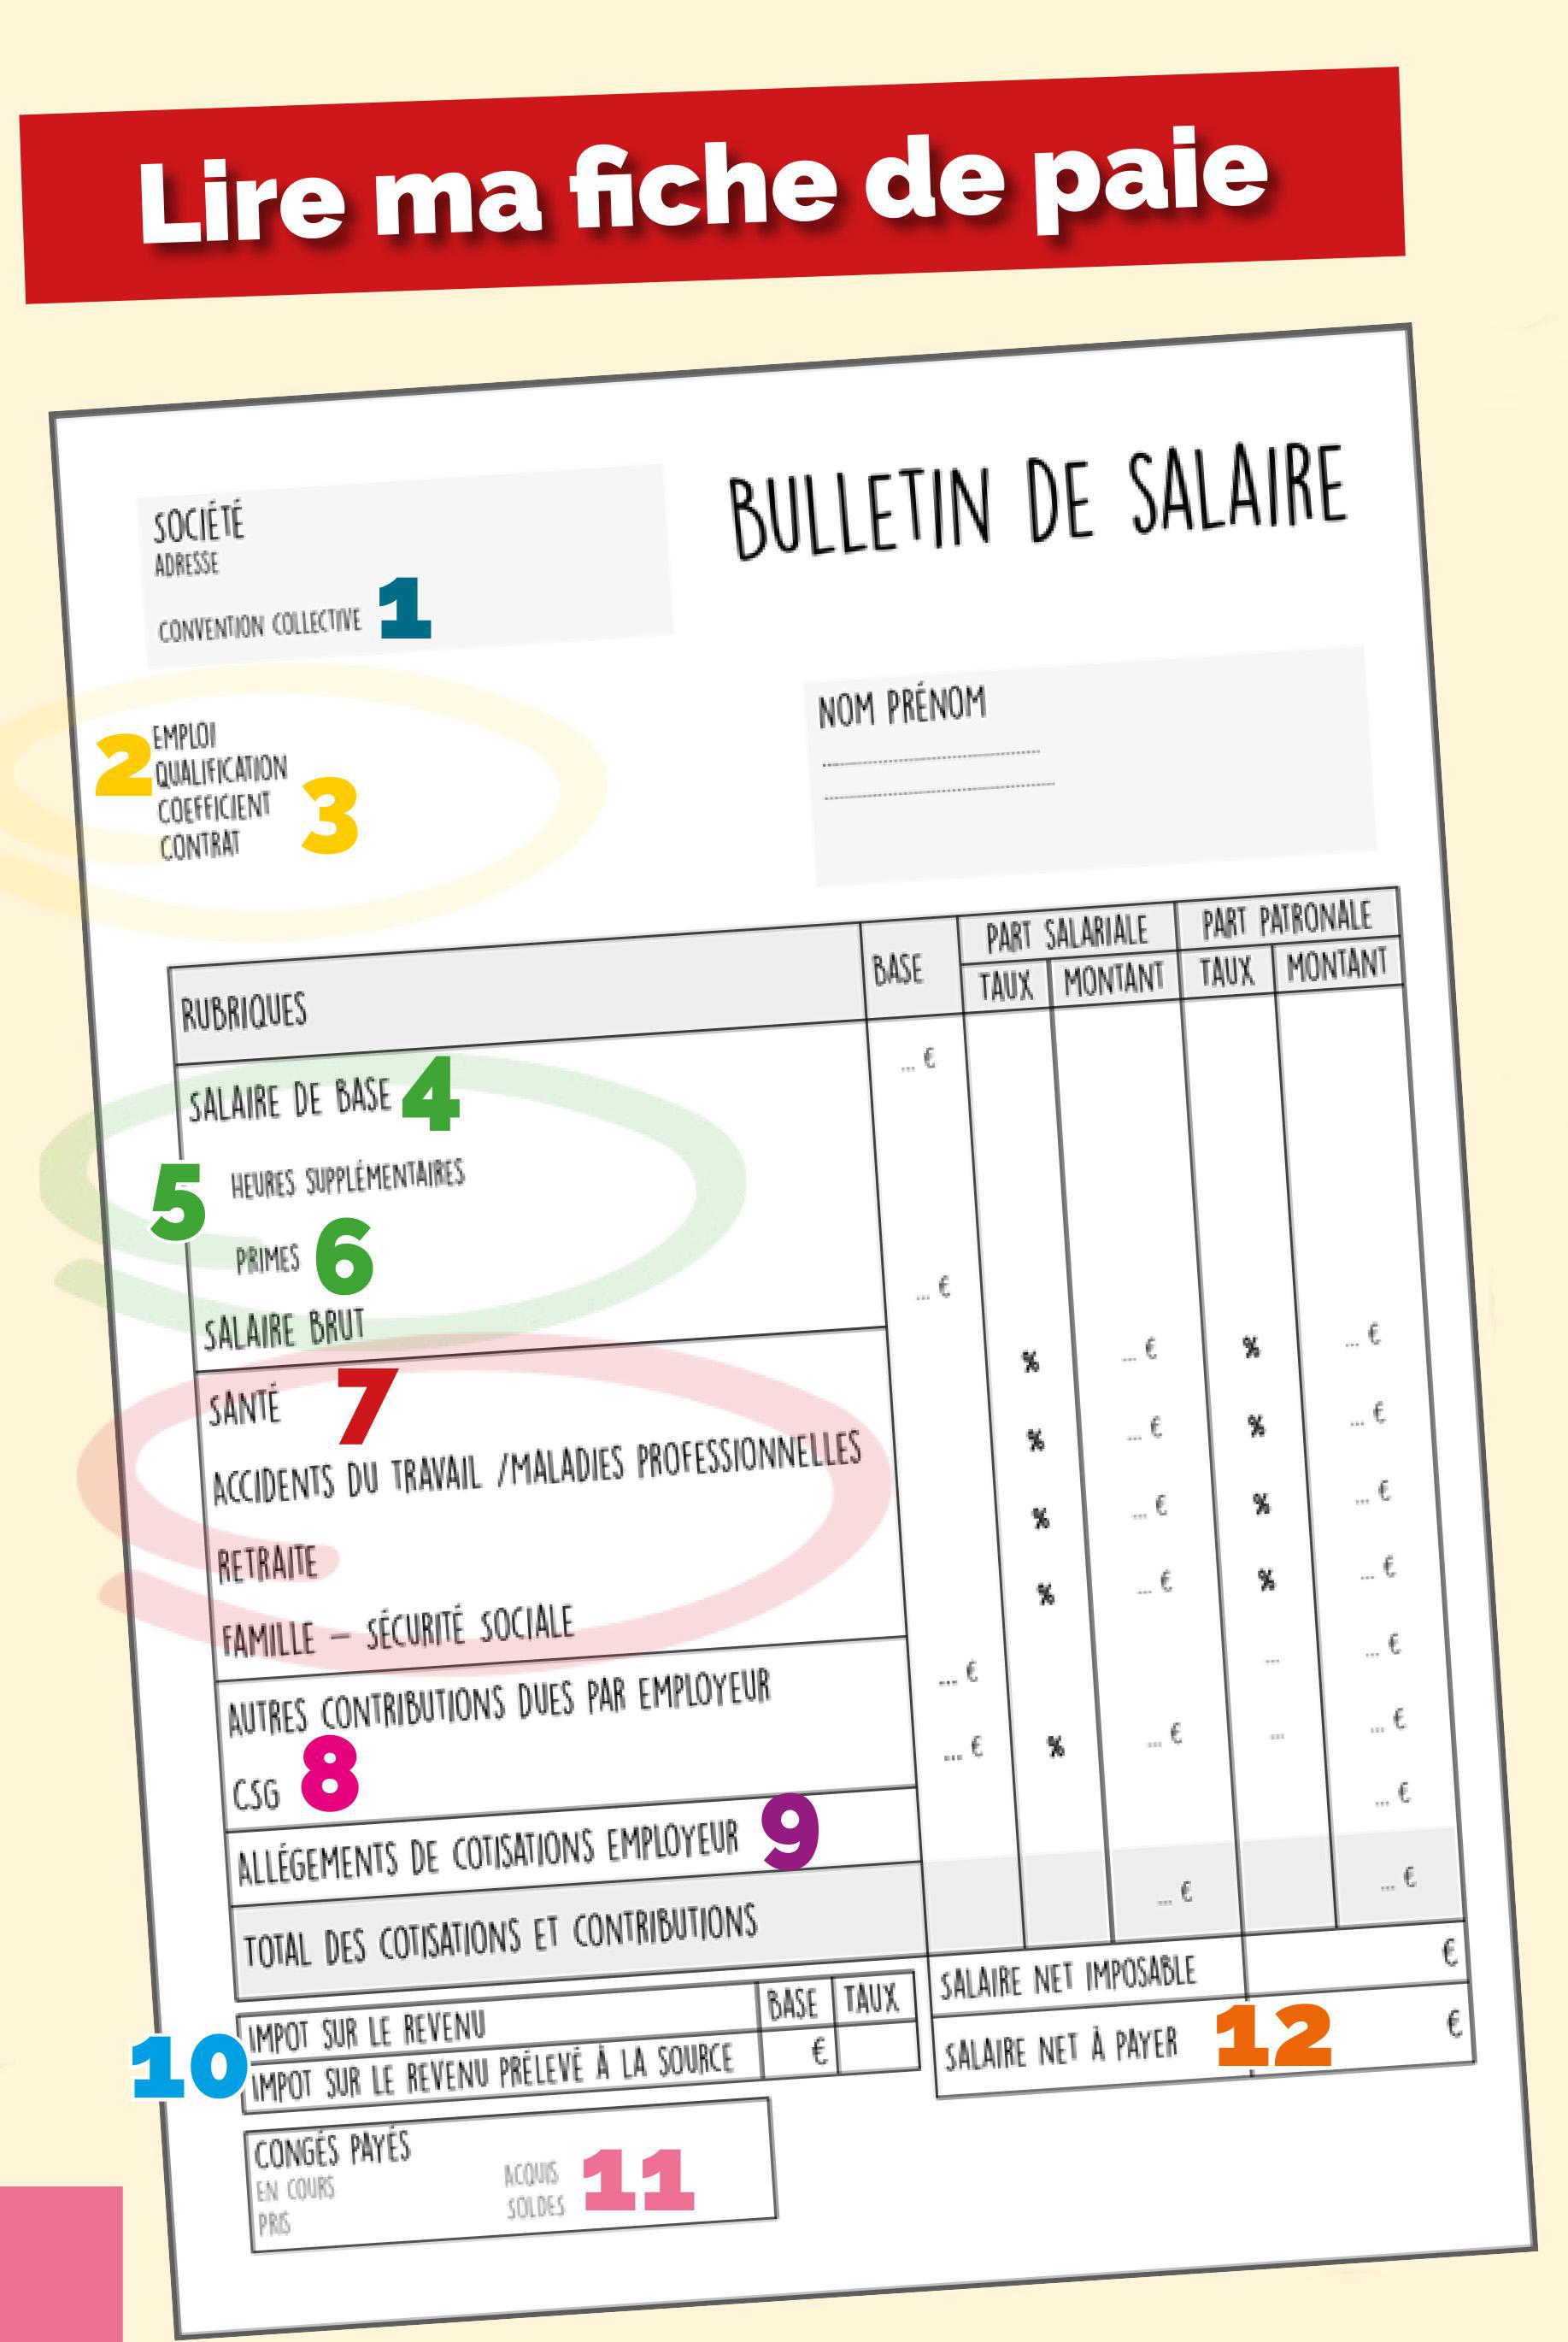 Lire ma fiche de paie
BULLETIN DE SALAIRE
SOCIÉTÉ
ADRESSE
CONVENTION COLLECTIVE 1
NOM PRÉNOM
2 EMPLOI
QUALIFICATION
COEFFICIENT 3
CONTRAT
RUBRIQUES BASE PART SALARIALE PART PATRONALE
TAUX MONTANT TAUX MONTANT
SALAIRE DE BASE 4 ... €
5 HEURES SUPPLÉMENTAIRES
PRIMES 6
SALAIRE BRUT ... €
SANTÉ 7 % ... € % ... €
ACCIDENTS DU TRAVAIL /MALADIES PROFESSIONNELLES % ... € % ... €
RETRAITE % ... € % ... €
FAMILLE – SÉCURITÉ SOCIALE % ... € % ... €
AUTRES CONTRIBUTIONS DUES PAR EMPLOYEUR ... € ... ... €
CSG 8 ... € % ... € ... ... €
ALLÉGEMENTS DE COTISATIONS EMPLOYEUR 9 ... €
TOTAL DES COTISATIONS ET CONTRIBUTIONS ... € ... €
IMPOT SUR LE REVENU BASE TAUX
10 IMPOT SUR LE REVENU PRÉLEVÉ À LA SOURCE €
SALAIRE NET IMPOSABLE €
SALAIRE NET À PAYER 12 €
CONGÉS PAYÉS
EN COURS ACQUIS 11
PRIS SOLDES